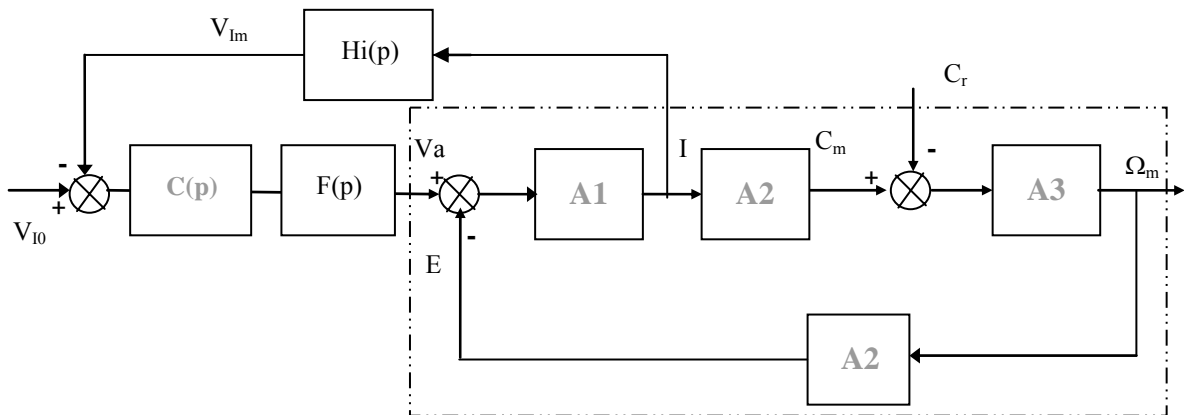 V_Im
Hi(p)
C_r
-
C(p)
F(p)
Va
+
A1
I
A2
C_m
+
-
A3
Ω_m
+
V_I0
-
E
A2